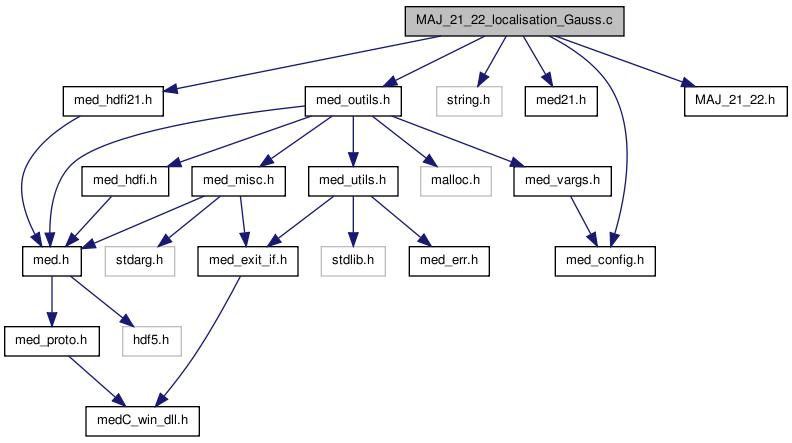 MAJ_21_22_localisation_Gauss.c
med_hdfi21.h
med_outils.h
string.h
med21.h
MAJ_21_22.h
med_hdfi.h
med_misc.h
med_utils.h
malloc.h
med_vargs.h
med.h
stdarg.h
med_exit_if.h
stdlib.h
med_err.h
med_config.h
med_proto.h
hdf5.h
medC_win_dll.h